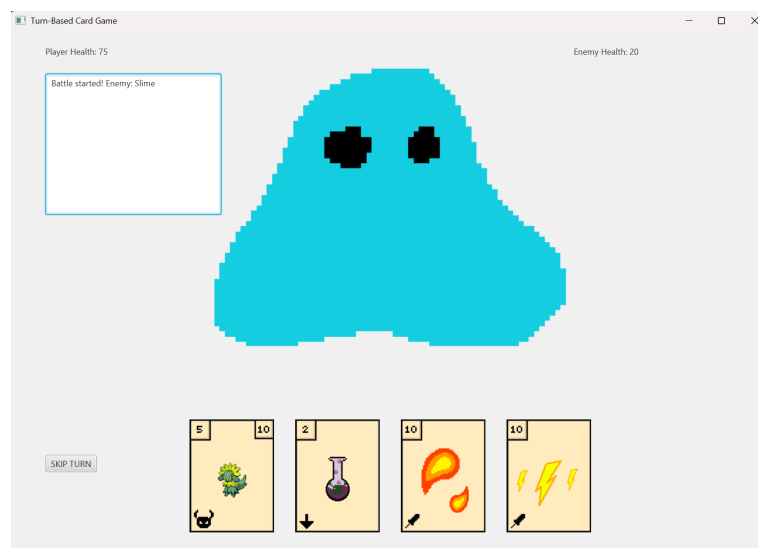 Turn-Based Card Game
Player Health: 75
Enemy Health: 20
Battle started! Enemy: Slime
5
10
2
10
10
SKIP TURN